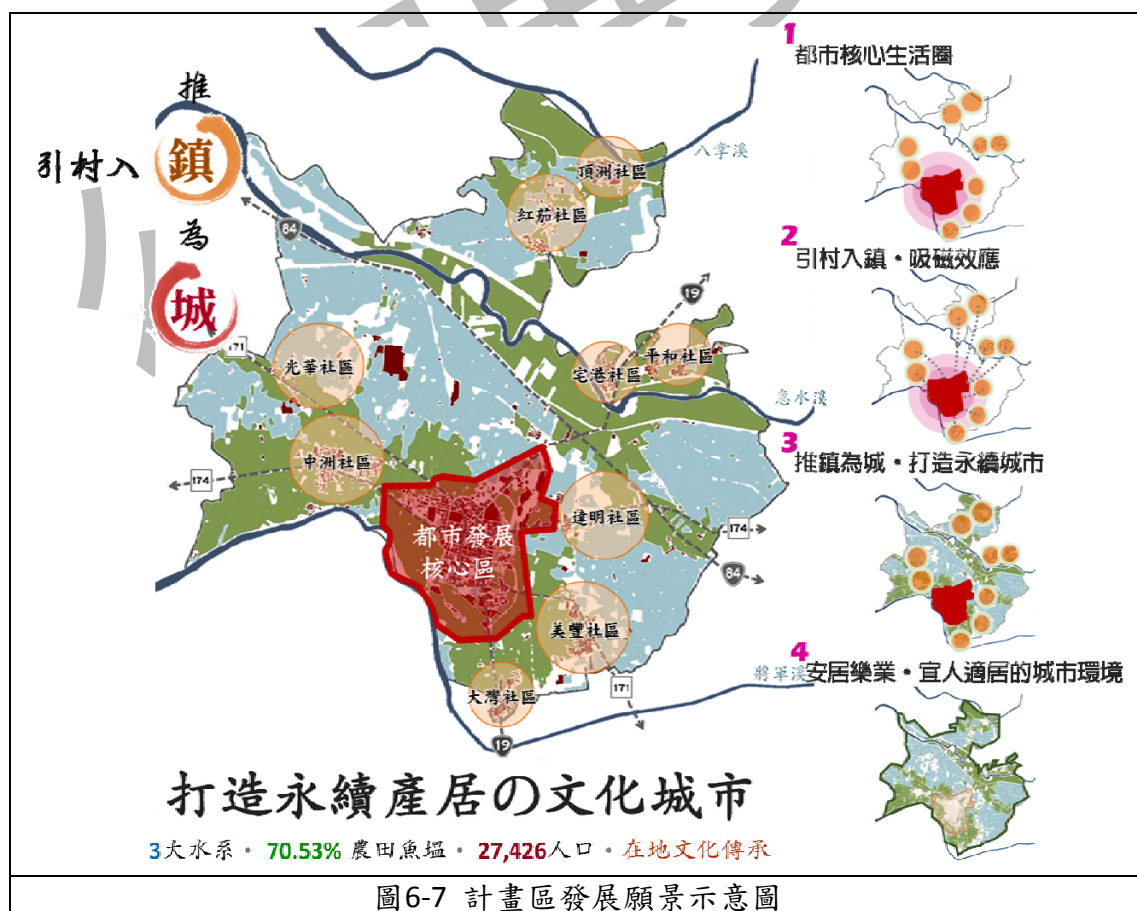 推
引村入
鎮
為
城
八掌溪
頂洲社區
紅茄社區
84
19
171
光華社區
宅港社區
平和社區
急水溪
中洲社區
174
都市發展
核心區
達明社區
174
84
美豐社區
大灣社區
171
將軍溪
19
1
都市核心生活圈
2
引村入鎮・吸磁效應
3
推鎮為城・打造永續城市
4
安居樂業・宜人適居的城市環境
打造永續產居の文化城市
3大水系・70.53% 農田魚塭・27,426人口・在地文化傳承
圖6-7 計畫區發展願景示意圖